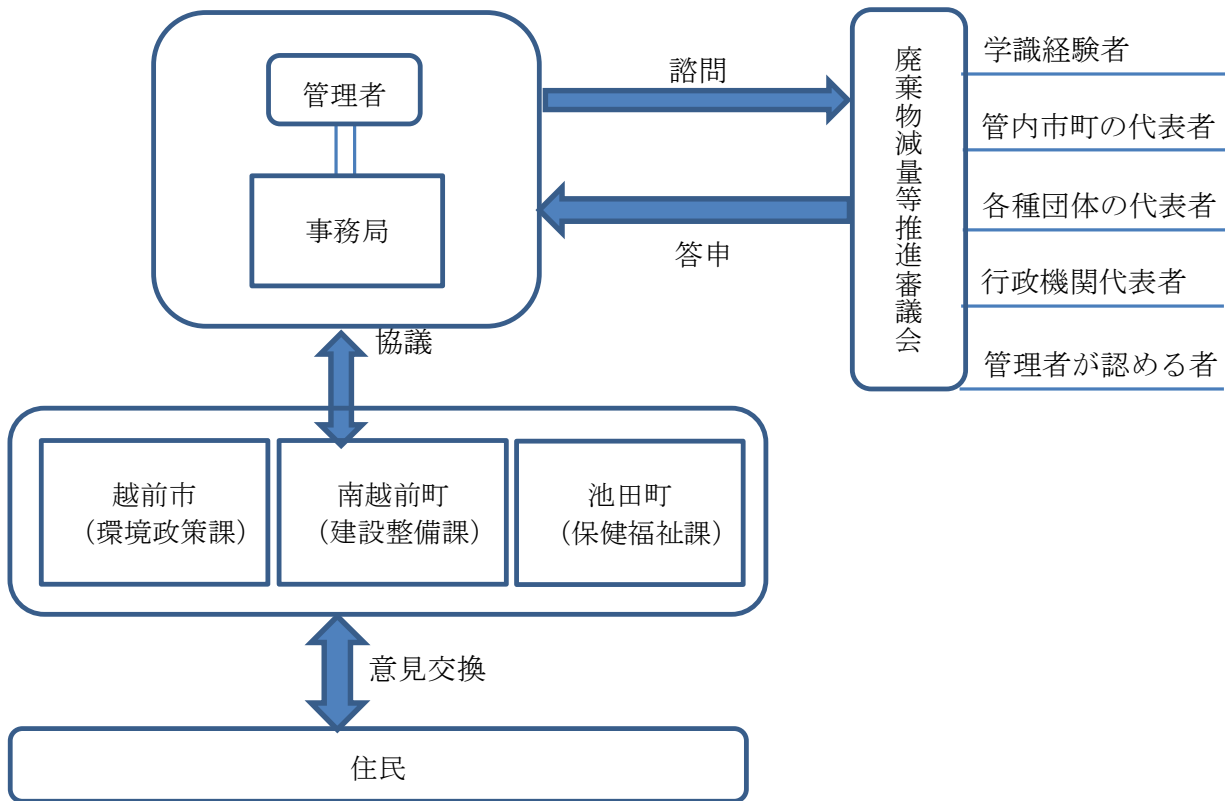 管理者
事務局
諮問
答申
廃棄物減量等推進審議会
学識経験者
管内市町の代表者
各種団体の代表者
行政機関代表者
管理者が認める者
協議
越前市
（環境政策課）
南越前町
（建設整備課）
池田町
（保健福祉課）
意見交換
住民